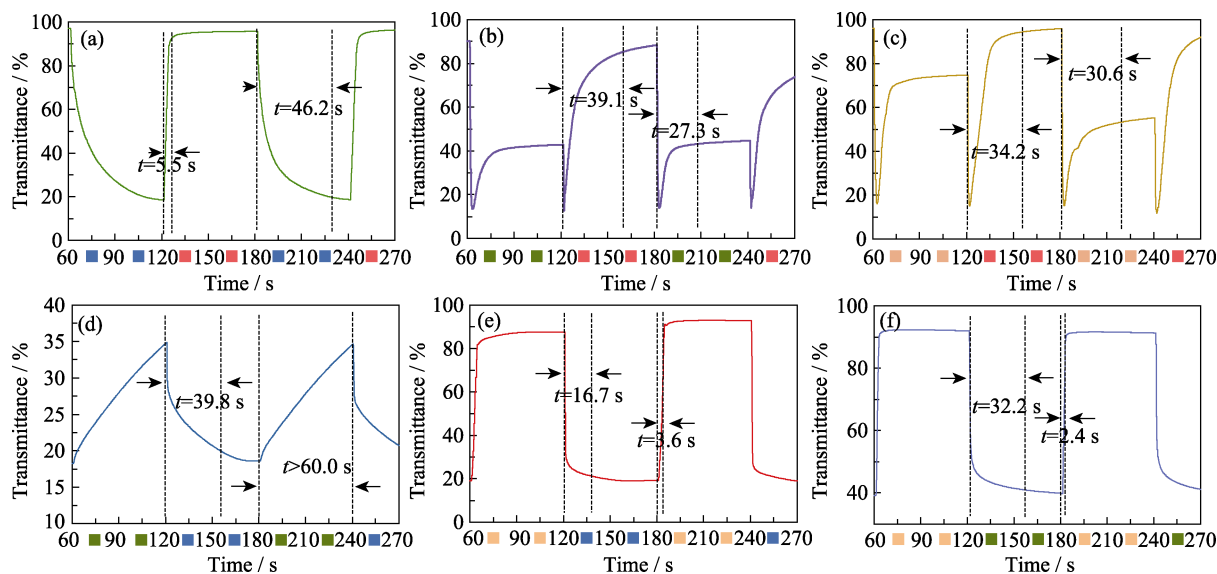 (a)
Transmittance / %
100
80
60
40
20
0
t=5.5 s
t=46.2 s
60 90 120 150 180 210 240 270
Time / s
(b)
Transmittance / %
100
80
60
40
20
0
t=39.1 s
t=27.3 s
60 90 120 150 180 210 240 270
Time / s
(c)
Transmittance / %
100
80
60
40
20
0
t=30.6 s
t=34.2 s
60 90 120 150 180 210 240 270
Time / s
(d)
Transmittance / %
40
35
30
25
20
15
10
t=39.8 s
t>60.0 s
60 90 120 150 180 210 240 270
Time / s
(e)
Transmittance / %
100
80
60
40
20
0
t=16.7 s
t=3.6 s
60 90 120 150 180 210 240 270
Time / s
(f)
Transmittance / %
100
80
60
40
t=32.2 s
t=2.4 s
60 90 120 150 180 210 240 270
Time / s